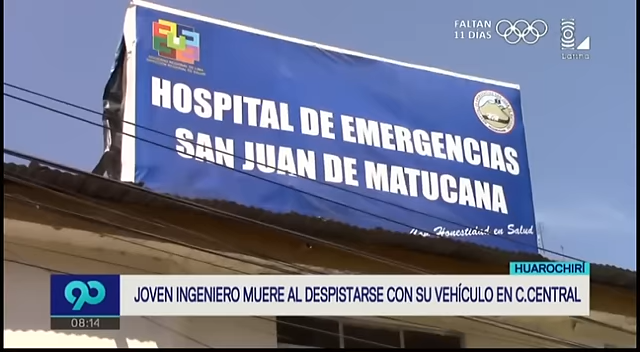 FALTAN
11 DÍAS
Latina
HOSPITAL DE EMERGENCIAS
SAN JUAN DE MATUCANA
Honestidad en Salud
HUAROCHIRÍ
90
JOVEN INGENIERO MUERE AL DESPISTARSE CON SU VEHÍCULO EN C.CENTRAL
08:14